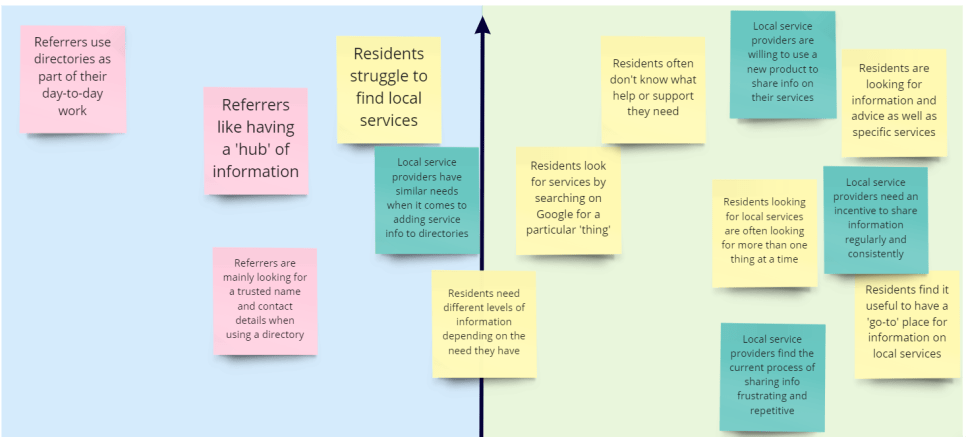 Referrers use
directories as
part of their
day-to-day
work
Referrers
like having
a 'hub' of
information
Residents
struggle to
find local
services
Local service
providers have
similar needs
when it comes to
adding service
info to directories
Referrers are
mainly looking for
a trusted name
and contact
details when
using a directory
Residents need
different levels of
information
depending on the
need they have
Residents look
for services by
searching on
Google for a
particular 'thing'
Residents often
don't know what
help or support
they need
Local service
providers are
willing to use a
new product to
share info on
their services
Residents are
looking for
information and
advice as well as
specific services
Residents looking
for local services
are often looking
for more than one
thing at a time
Local service
providers need an
incentive to share
information
regularly and
consistently
Residents find it
useful to have a
'go-to' place for
information on
local services
Local service
providers find the
current process of
sharing info
frustrating and
repetitive